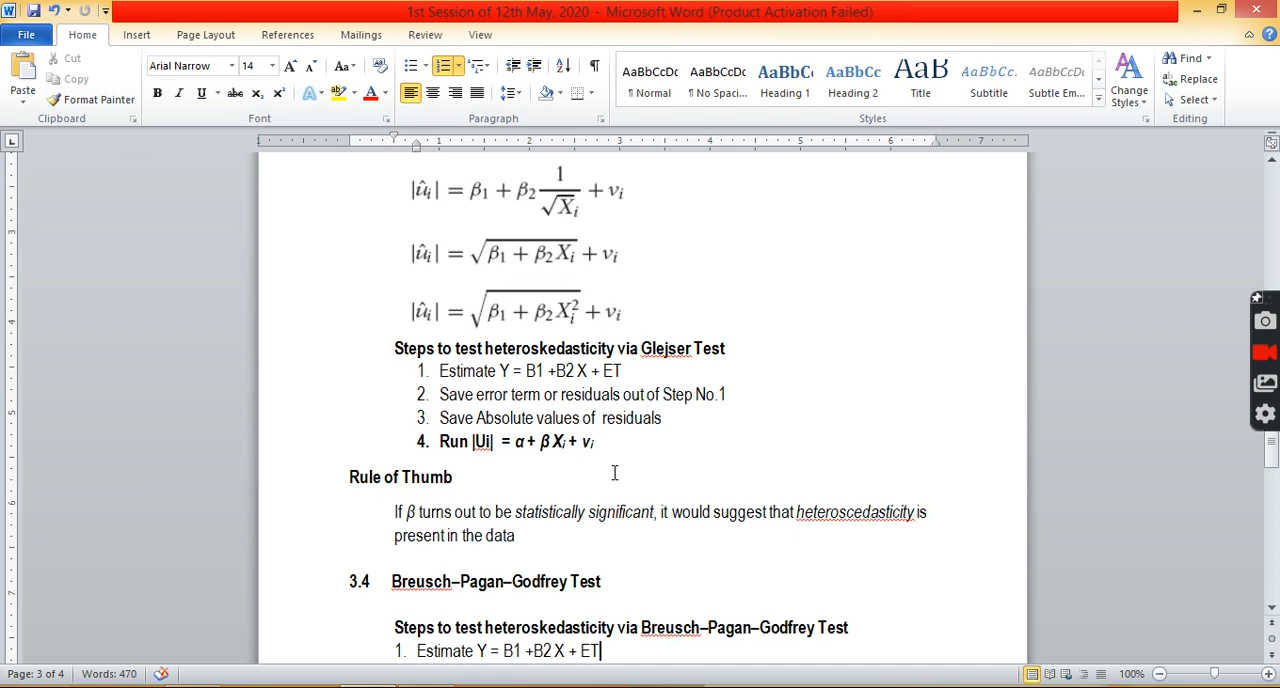 1st Session of 12th May, 2020 - Microsoft Word (Product Activation Failed)
File Home Insert Page Layout References Mailings Review View
Paste
Cut
Copy
Format Painter
Clipboard
Arial Narrow 14
Font
Paragraph
AaBbCcDc AaBbCcDc AaBbC( AaBbCc AaB AaBbCc. AaBbCcDc
¶ Normal ¶ No Spaci... Heading 1 Heading 2 Title Subtitle Subtle Em...
Change Styles
Styles
Find
Replace
Select
Editing
|ûᵢ| = β₁ + β₂ 1/√Xᵢ + vᵢ
|ûᵢ| = √(β₁ + β₂Xᵢ) + vᵢ
|ûᵢ| = √(β₁ + β₂Xᵢ²) + vᵢ
Steps to test heteroskedasticity via Glejser Test
1. Estimate Y = B1 +B2 X + ET
2. Save error term or residuals out of Step No.1
3. Save Absolute values of residuals
4. Run |Ui| = α + β Xᵢ + vᵢ
Rule of Thumb
If β turns out to be statistically significant, it would suggest that heteroscedasticity is
present in the data
3.4 Breusch–Pagan–Godfrey Test
Steps to test heteroskedasticity via Breusch–Pagan–Godfrey Test
1. Estimate Y = B1 +B2 X + ET
Page: 3 of 4 Words: 470 100%